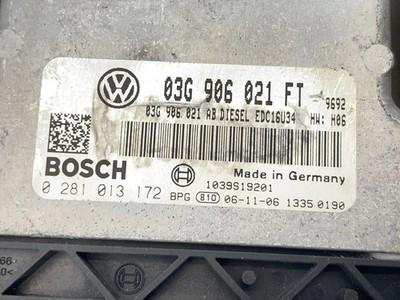 03G 906 021 FT 9692
03G 906 021 AB DIESEL EDC16U34 HW: H06
BOSCH
Made in Germany
1039S19201
0 281 013 172 BPG 810 06-11-06 1335 0190
66